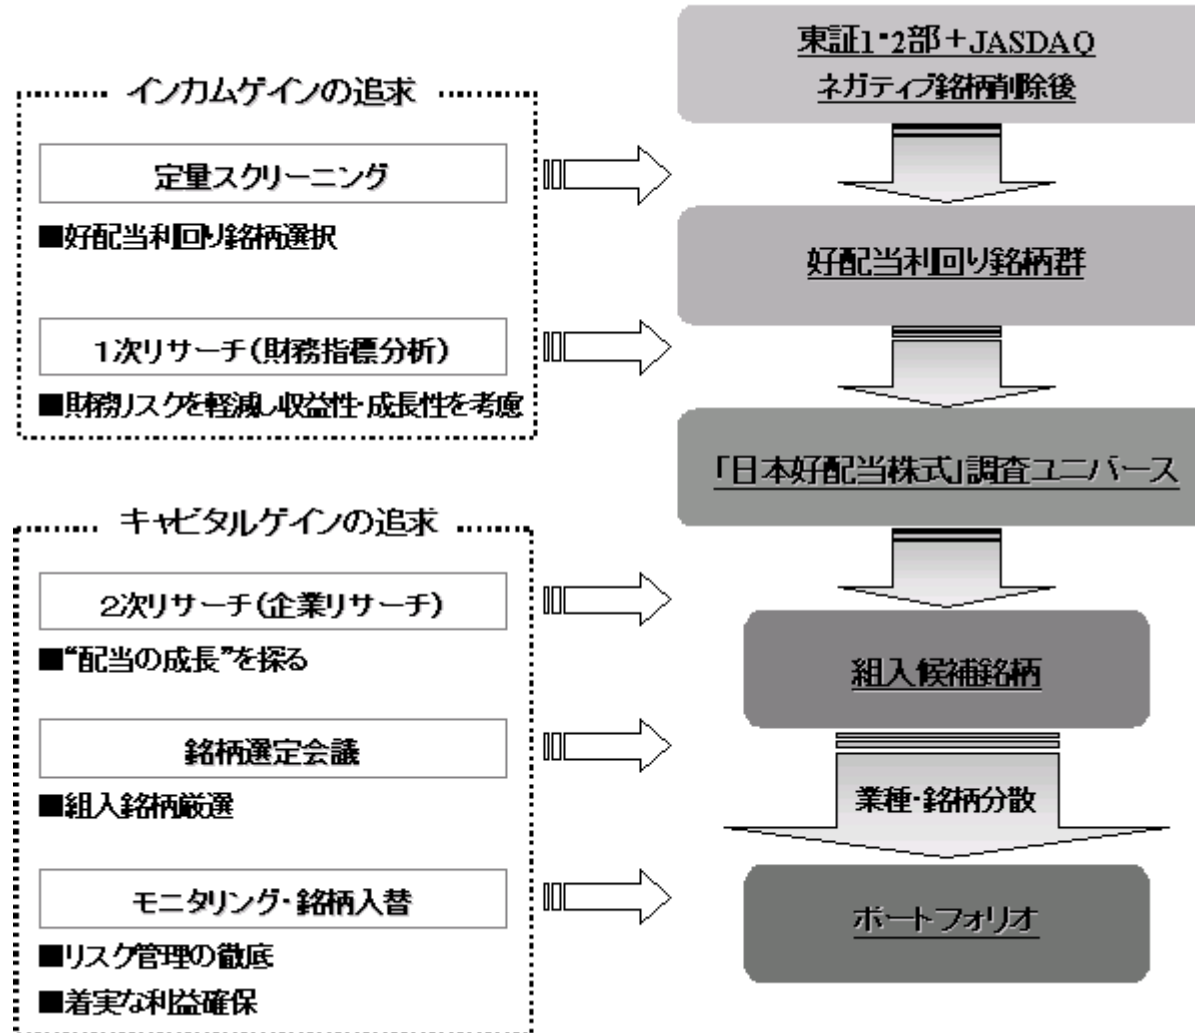 インカムゲインの追求
定量スクリーニング
■好配当利回り銘柄選択
1次リサーチ(財務指標分析)
■財務リスクを軽減し収益性・成長性を考慮
キャピタルゲインの追求
2次リサーチ(企業リサーチ)
■“配当の成長”を探る
銘柄選定会議
■組入銘柄厳選
モニタリング・銘柄入替
■リスク管理の徹底
■着実な利益確保
東証1・2部+JASDAQ
ネガティブ銘柄削除後
好配当利回り銘柄群
「日本好配当株式」調査ユニバース
組入候補銘柄
業種・銘柄分散
ポートフォリオ